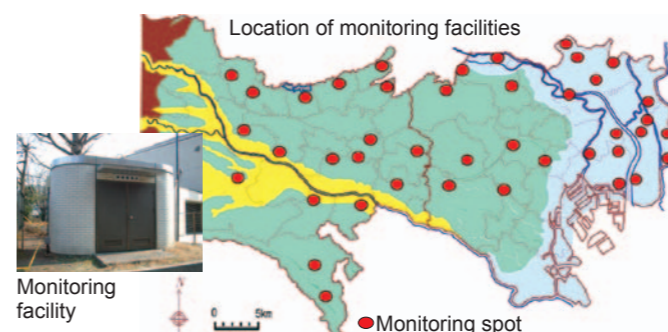 Location of monitoring facilities
Monitoring
facility
N
0 5km
Monitoring spot